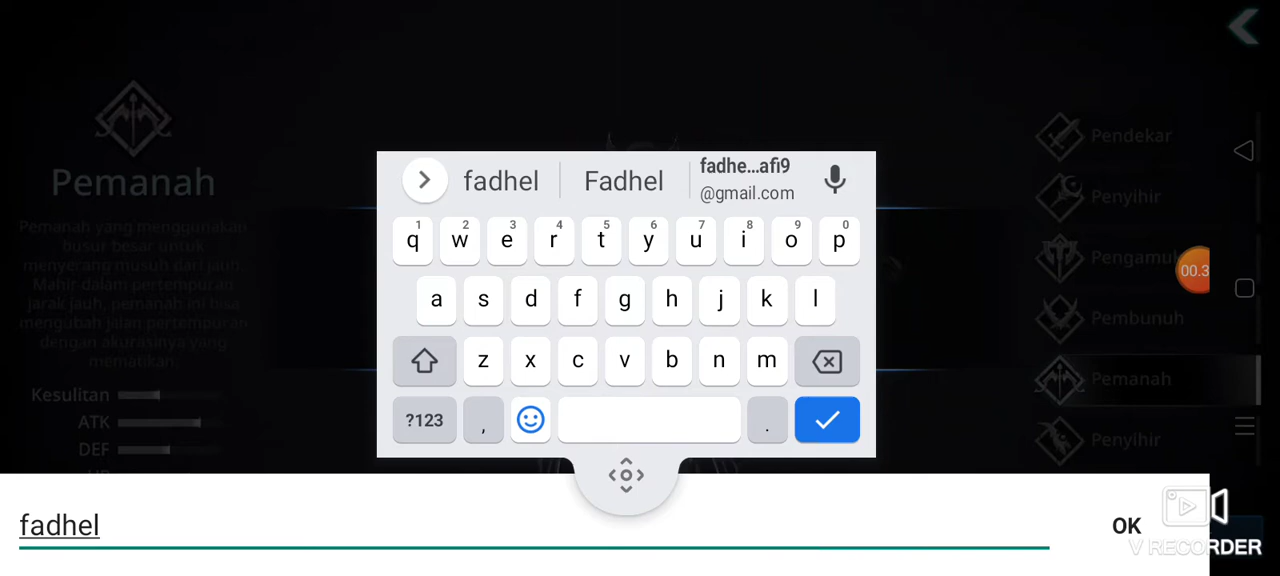 Pemanah
Pemanah yang menggunakan
busur besar untuk
menyerang musuh dari jauh.
Mahir dalam pertempuran
jarak jauh, pemanah ini bisa
mengubah jalan pertempuran
dengan akurasinya yang
mematikan.
Kesulitan
ATK
DEF
fadhel
Fadhel
fadhe...afi9
@gmail.com
1 2 3 4 5 6 7 8 9 0
q w e r t y u i o p
a s d f g h j k l
z x c v b n m
?123 , .
Pendekar
Penyihir
Pengamuk
Pembunuh
Pemanah
Penyihir
00.3
fadhel
OK
V RECORDER